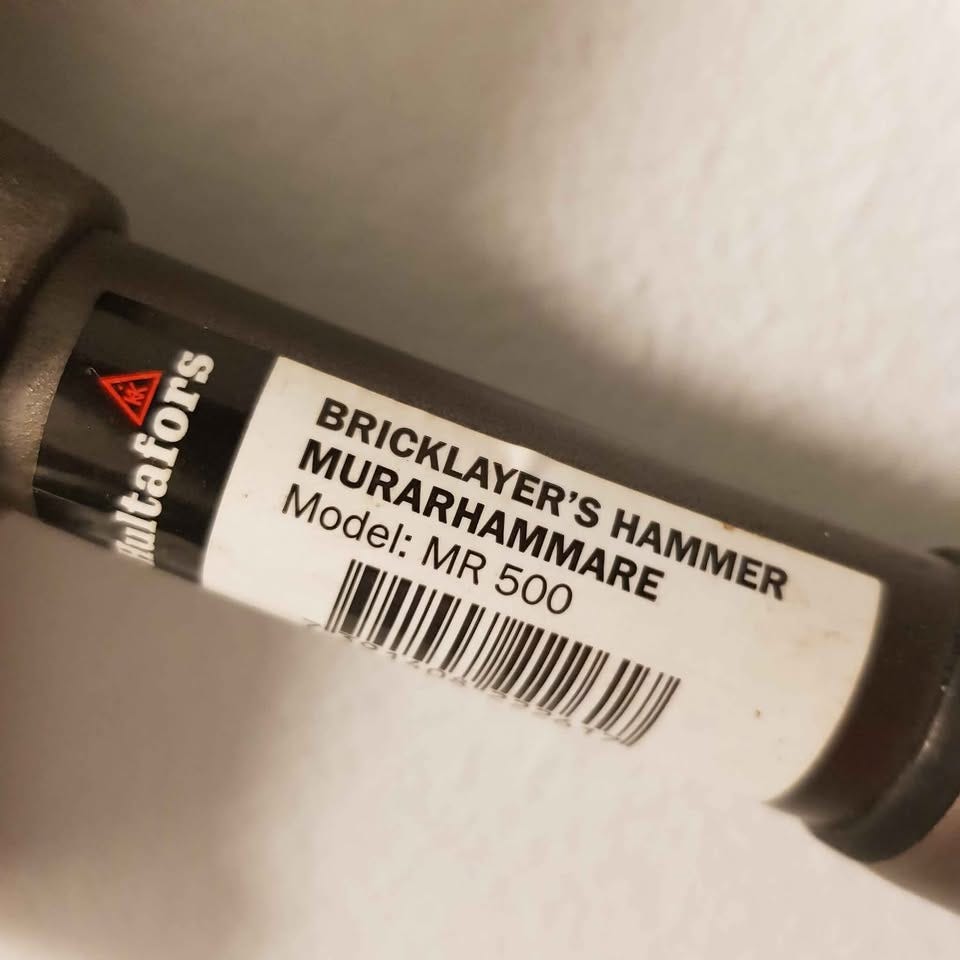 Hultafors
BRICKLAYER'S HAMMER
MURARHAMMARE
Model: MR 500